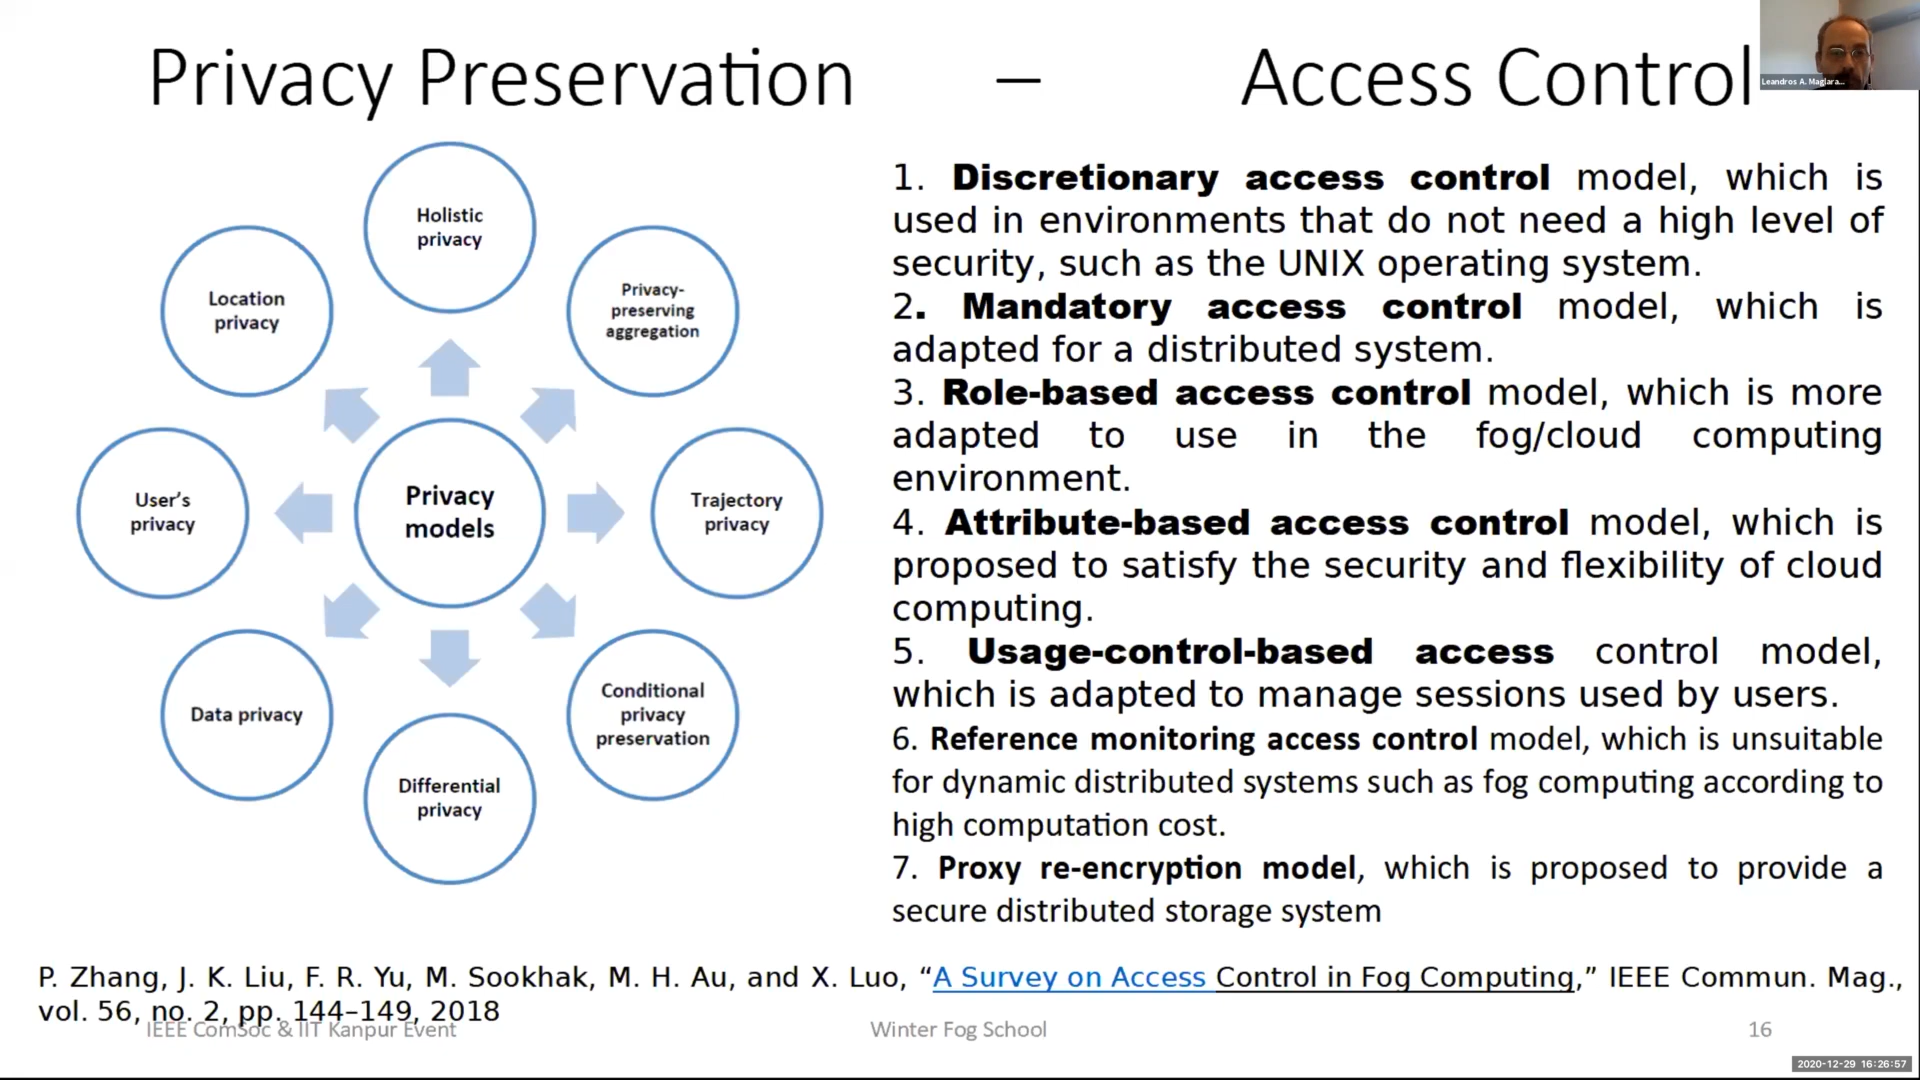 Privacy Preservation – Access Control
Leandros A. Maglara...
Holistic
privacy
Privacy-
preserving
aggregation
Trajectory
privacy
Conditional
privacy
preservation
Differential
privacy
Data privacy
User's
privacy
Location
privacy
Privacy
models
1. Discretionary access control model, which is
used in environments that do not need a high level of
security, such as the UNIX operating system.
2. Mandatory access control model, which is
adapted for a distributed system.
3. Role-based access control model, which is more
adapted to use in the fog/cloud computing
environment.
4. Attribute-based access control model, which is
proposed to satisfy the security and flexibility of cloud
computing.
5. Usage-control-based access control model,
which is adapted to manage sessions used by users.
6. Reference monitoring access control model, which is unsuitable
for dynamic distributed systems such as fog computing according to
high computation cost.
7. Proxy re-encryption model, which is proposed to provide a
secure distributed storage system
P. Zhang, J. K. Liu, F. R. Yu, M. Sookhak, M. H. Au, and X. Luo, “A Survey on Access Control in Fog Computing,” IEEE Commun. Mag.,
vol. 56, no. 2, pp. 144–149, 2018
IEEE ComSoc & IIT Kanpur Event
Winter Fog School
16
2020-12-29 16:26:57